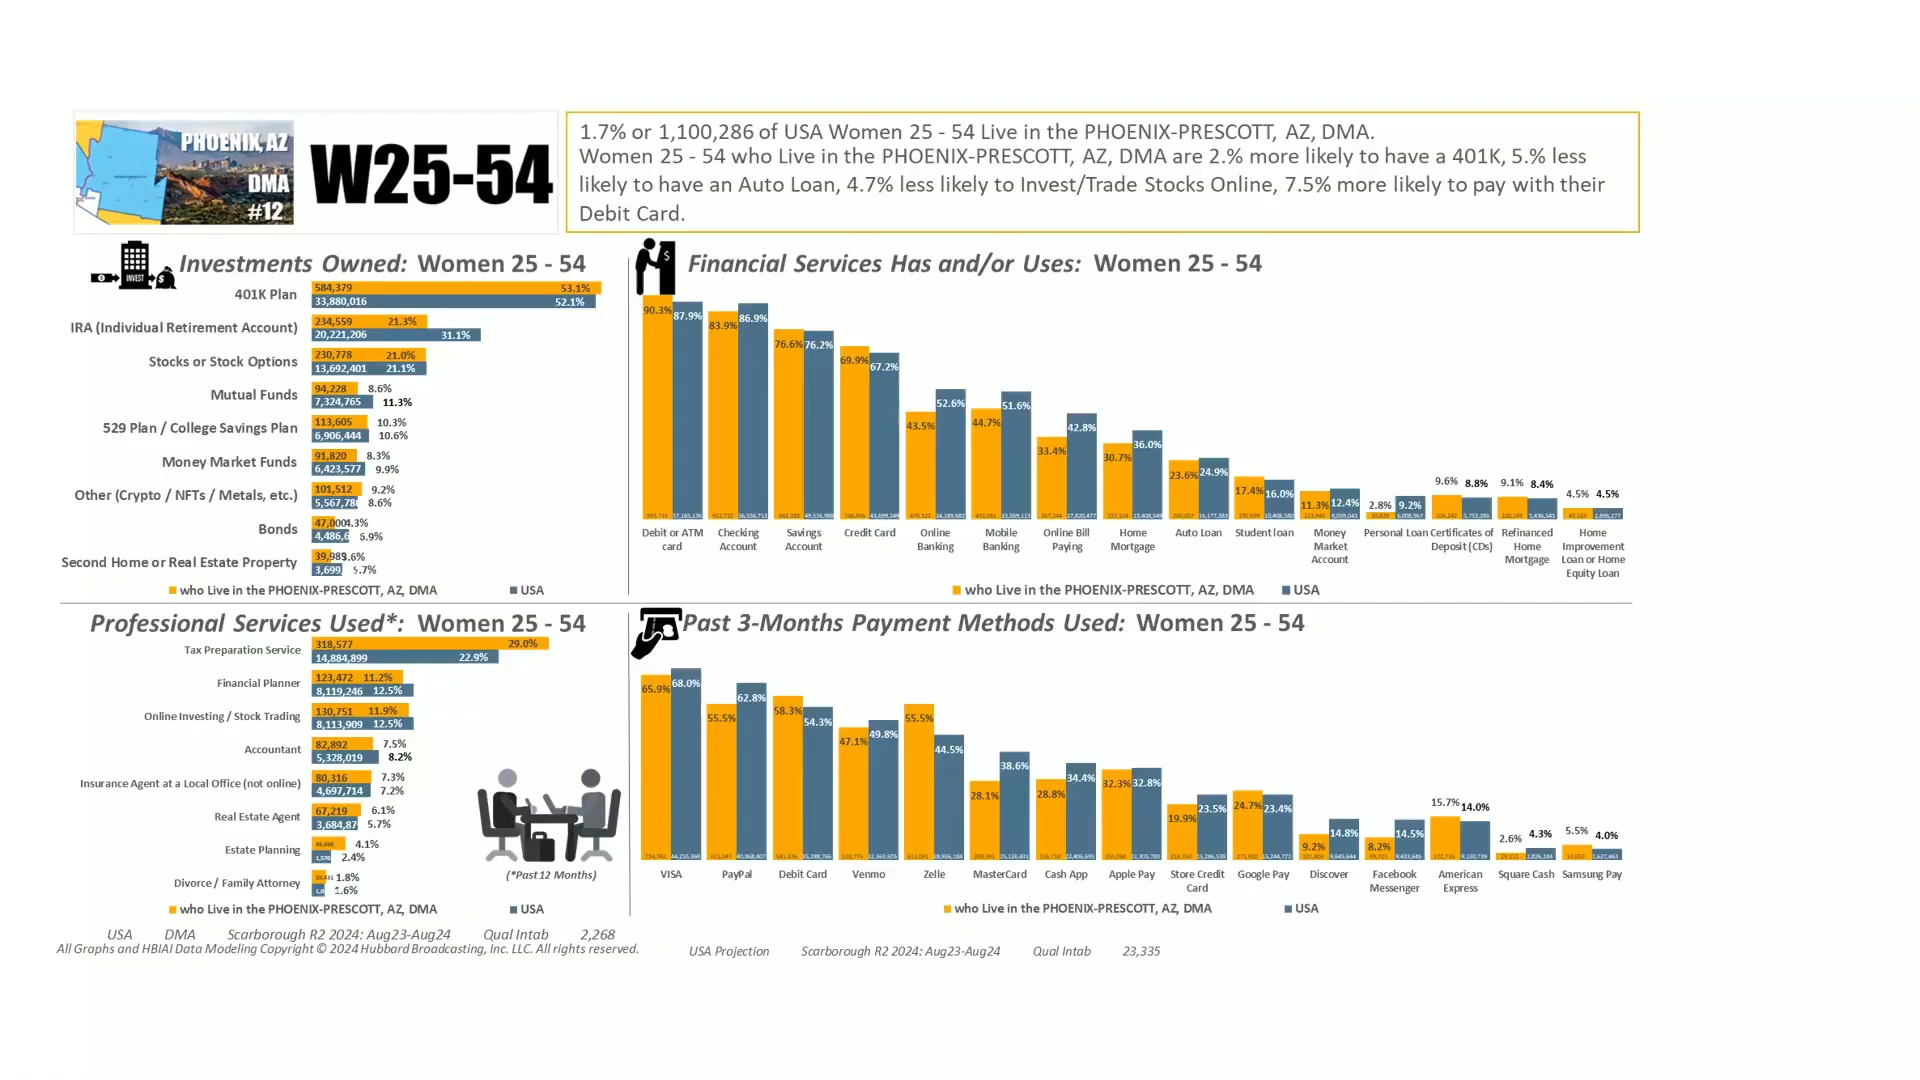 PHOENIX, AZ
DMA
#12
W25-54
1.7% or 1,100,286 of USA Women 25 - 54 Live in the PHOENIX-PRESCOTT, AZ, DMA.
Women 25 - 54 who Live in the PHOENIX-PRESCOTT, AZ, DMA are 2.% more likely to have a 401K, 5.% less
likely to have an Auto Loan, 4.7% less likely to Invest/Trade Stocks Online, 7.5% more likely to pay with their
Debit Card.
INVEST
Investments Owned: Women 25 - 54
401K Plan
584,379 53.1%
33,880,016 52.1%
IRA (Individual Retirement Account)
234,559 21.3%
20,221,206 31.1%
Stocks or Stock Options
230,778 21.0%
13,692,401 21.1%
Mutual Funds
94,228 8.6%
7,324,765 11.3%
529 Plan / College Savings Plan
113,605 10.3%
6,906,444 10.6%
Money Market Funds
91,820 8.3%
6,423,577 9.9%
Other (Crypto / NFTs / Metals, etc.)
101,512 9.2%
8.6%
Bonds
47,000 4.3%
6.9%
Second Home or Real Estate Property
39,983
3,699
who Live in the PHOENIX-PRESCOTT, AZ, DMA USA
Financial Services Has and/or Uses: Women 25 - 54
90.3% 87.9%
83.9% 86.9%
76.6% 76.2%
69.9% 67.2%
43.5% 52.6%
44.7% 51.6%
33.4% 42.8%
30.7% 36.0%
23.6% 24.9%
17.4% 16.0%
11.3% 12.4%
2.8% 9.2%
9.6% 8.8%
9.1% 8.4%
4.5% 4.5%
Debit or ATM
card
Checking
Account
Savings
Account
Credit Card
Online
Banking
Mobile
Banking
Online Bill
Paying
Home
Mortgage
Auto Loan
Student loan
Money
Market
Account
Personal Loan
Certificates of
Deposit (CDs)
Refinanced
Home
Mortgage
Home
Improvement
Loan or Home
Equity Loan
who Live in the PHOENIX-PRESCOTT, AZ, DMA USA
Professional Services Used*: Women 25 - 54
Tax Preparation Service
318,577 29.0%
14,884,899 22.9%
Financial Planner
123,472 11.2%
8,119,246 12.5%
Online Investing / Stock Trading
130,751 11.9%
8,113,909 12.5%
Accountant
82,892 7.5%
5,328,019 8.2%
Insurance Agent at a Local Office (not online)
80,316 7.3%
4,697,714 7.2%
Real Estate Agent
67,219 6.1%
3,684,87 5.7%
Estate Planning
4.1%
2.4%
Divorce / Family Attorney
1.8%
1.6%
(*Past 12 Months)
who Live in the PHOENIX-PRESCOTT, AZ, DMA USA
Past 3-Months Payment Methods Used: Women 25 - 54
65.9% 68.0%
55.5% 62.8%
58.3% 54.3%
47.1% 49.8%
55.5% 44.5%
28.1% 38.6%
28.8% 34.4%
32.3% 32.8%
19.9% 23.5%
24.7% 23.4%
9.2% 14.8%
8.2% 14.5%
15.7% 14.0%
2.6% 4.3%
5.5% 4.0%
VISA
PayPal
Debit Card
Venmo
Zelle
MasterCard
Cash App
Apple Pay
Store Credit
Card
Google Pay
Discover
Facebook
Messenger
American
Express
Square Cash
Samsung Pay
who Live in the PHOENIX-PRESCOTT, AZ, DMA USA
USA DMA Scarborough R2 2024: Aug23-Aug24 Qual Intab 2,268
All Graphs and HBIAI Data Modeling Copyright © 2024 Hubbard Broadcasting, Inc. LLC. All rights reserved.
USA Projection Scarborough R2 2024: Aug23-Aug24 Qual Intab 23,335